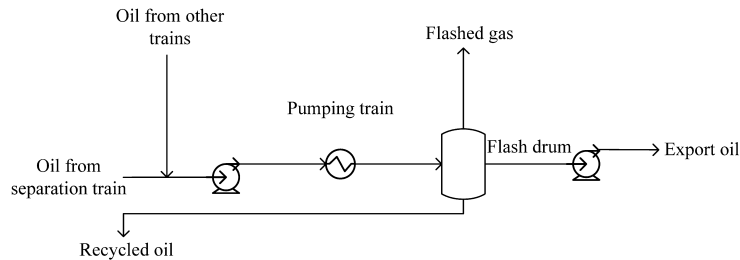 Oil from other
trains
Flashed gas
Pumping train
Flash drum
Export oil
Oil from
separation train
Recycled oil